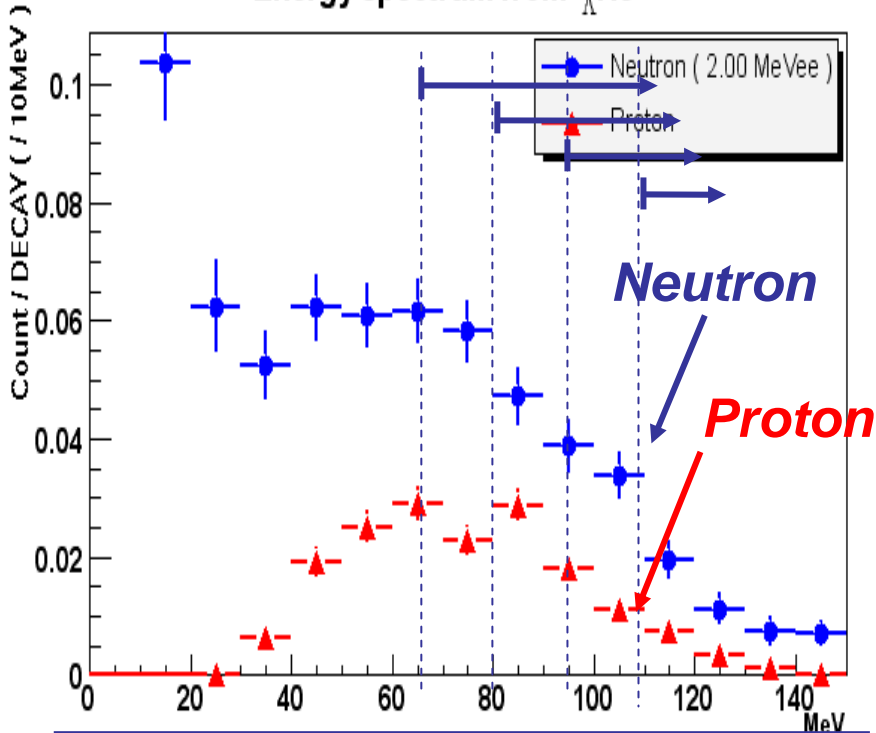 Neutron ( 2.00 MeVee )
Proton
Count / DECAY ( / 10MeV )
0.1
0.08
0.06
0.04
0.02
0
Neutron
Proton
0 20 40 60 80 100 120 140
MeV